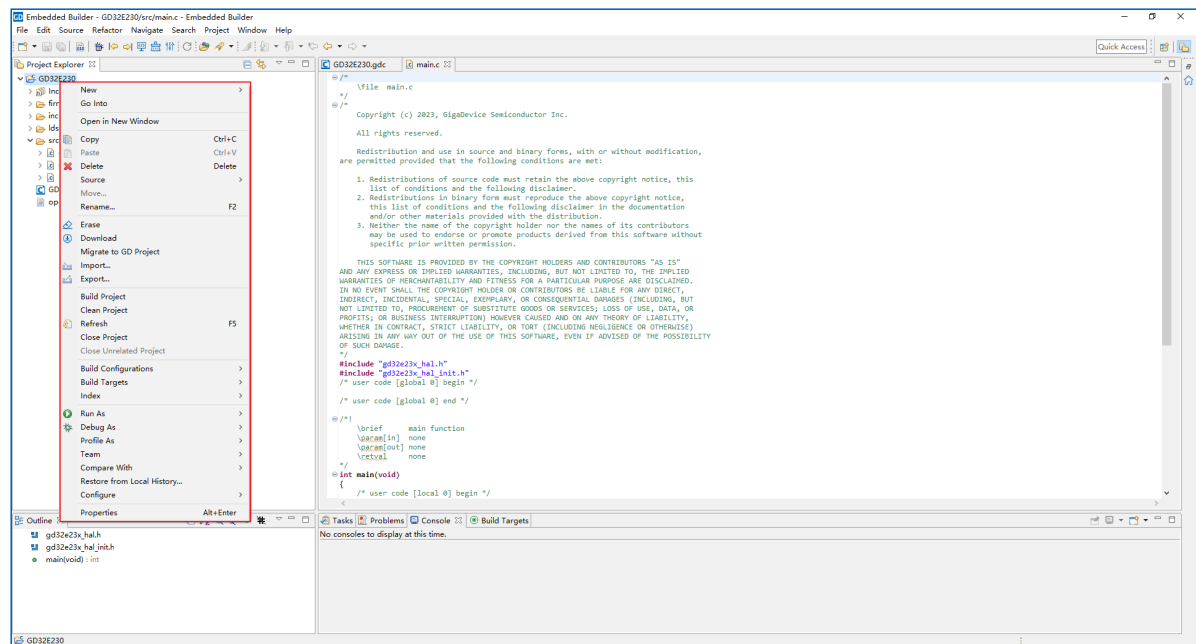 GD Embedded Builder - GD32E230/src/main.c - Embedded Builder
File Edit Source Refactor Navigate Search Project Window Help
Quick Access
Project Explorer
GD32E230
Inc
firm
inc
lds
src
GD
ope
New
Go Into
Open in New Window
Copy Ctrl+C
Paste Ctrl+V
Delete Delete
Source
Move...
Rename... F2
Erase
Download
Migrate to GD Project
Import...
Export...
Build Project
Clean Project
Refresh F5
Close Project
Close Unrelated Project
Build Configurations
Build Targets
Index
Run As
Debug As
Profile As
Team
Compare With
Restore from Local History...
Configure
Properties Alt+Enter
GD32E230.gdc main.c
/*
\file main.c
*/
/*
Copyright (c) 2023, GigaDevice Semiconductor Inc.
All rights reserved.
Redistribution and use in source and binary forms, with or without modification,
are permitted provided that the following conditions are met:
1. Redistributions of source code must retain the above copyright notice, this
list of conditions and the following disclaimer.
2. Redistributions in binary form must reproduce the above copyright notice,
this list of conditions and the following disclaimer in the documentation
and/or other materials provided with the distribution.
3. Neither the name of the copyright holder nor the names of its contributors
may be used to endorse or promote products derived from this software without
specific prior written permission.
THIS SOFTWARE IS PROVIDED BY THE COPYRIGHT HOLDERS AND CONTRIBUTORS "AS IS"
AND ANY EXPRESS OR IMPLIED WARRANTIES, INCLUDING, BUT NOT LIMITED TO, THE IMPLIED
WARRANTIES OF MERCHANTABILITY AND FITNESS FOR A PARTICULAR PURPOSE ARE DISCLAIMED.
IN NO EVENT SHALL THE COPYRIGHT HOLDER OR CONTRIBUTORS BE LIABLE FOR ANY DIRECT,
INDIRECT, INCIDENTAL, SPECIAL, EXEMPLARY, OR CONSEQUENTIAL DAMAGES (INCLUDING, BUT
NOT LIMITED TO, PROCUREMENT OF SUBSTITUTE GOODS OR SERVICES; LOSS OF USE, DATA, OR
PROFITS; OR BUSINESS INTERRUPTION) HOWEVER CAUSED AND ON ANY THEORY OF LIABILITY,
WHETHER IN CONTRACT, STRICT LIABILITY, OR TORT (INCLUDING NEGLIGENCE OR OTHERWISE)
ARISING IN ANY WAY OUT OF THE USE OF THIS SOFTWARE, EVEN IF ADVISED OF THE POSSIBILITY
OF SUCH DAMAGE.
*/
#include "gd32e23x_hal.h"
#include "gd32e23x_hal_init.h"
/* user code [global 0] begin */
/* user code [global 0] end */
/*!
\brief main function
\param[in] none
\param[out] none
\retval none
*/
int main(void)
{
/* user code [local 0] begin */
Outline
gd32e23x_hal.h
gd32e23x_hal_init.h
main(void) : int
Tasks Problems Console Build Targets
No consoles to display at this time.
GD32E230